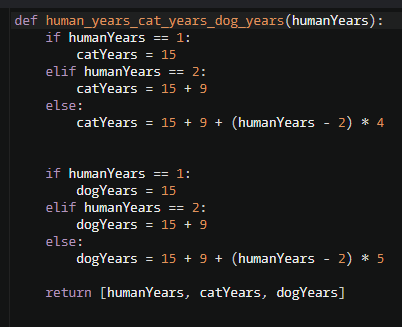 def human_years_cat_years_dog_years(humanYears):
    if humanYears == 1:
        catYears = 15
    elif humanYears == 2:
        catYears = 15 + 9
    else:
        catYears = 15 + 9 + (humanYears - 2) * 4
    if humanYears == 1:
        dogYears = 15
    elif humanYears == 2:
        dogYears = 15 + 9
    else:
        dogYears = 15 + 9 + (humanYears - 2) * 5
    return [humanYears, catYears, dogYears]